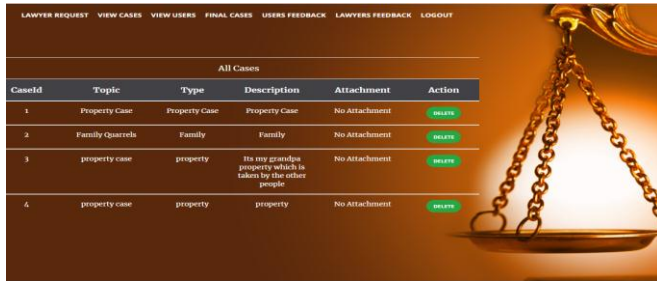 LAWYER REQUEST VIEW CASES VIEW USERS FINAL CASES USERS FEEDBACK LAWYERS FEEDBACK LOGOUT
All Cases
CaseId Topic Type Description Attachment Action
1 Property Case Property Case Property Case No Attachment DELETE
2 Family Quarrels Family Family No Attachment DELETE
3 property case property Its my grandpa No Attachment DELETE
property which is
taken by the other
people
4 property case property property No Attachment DELETE